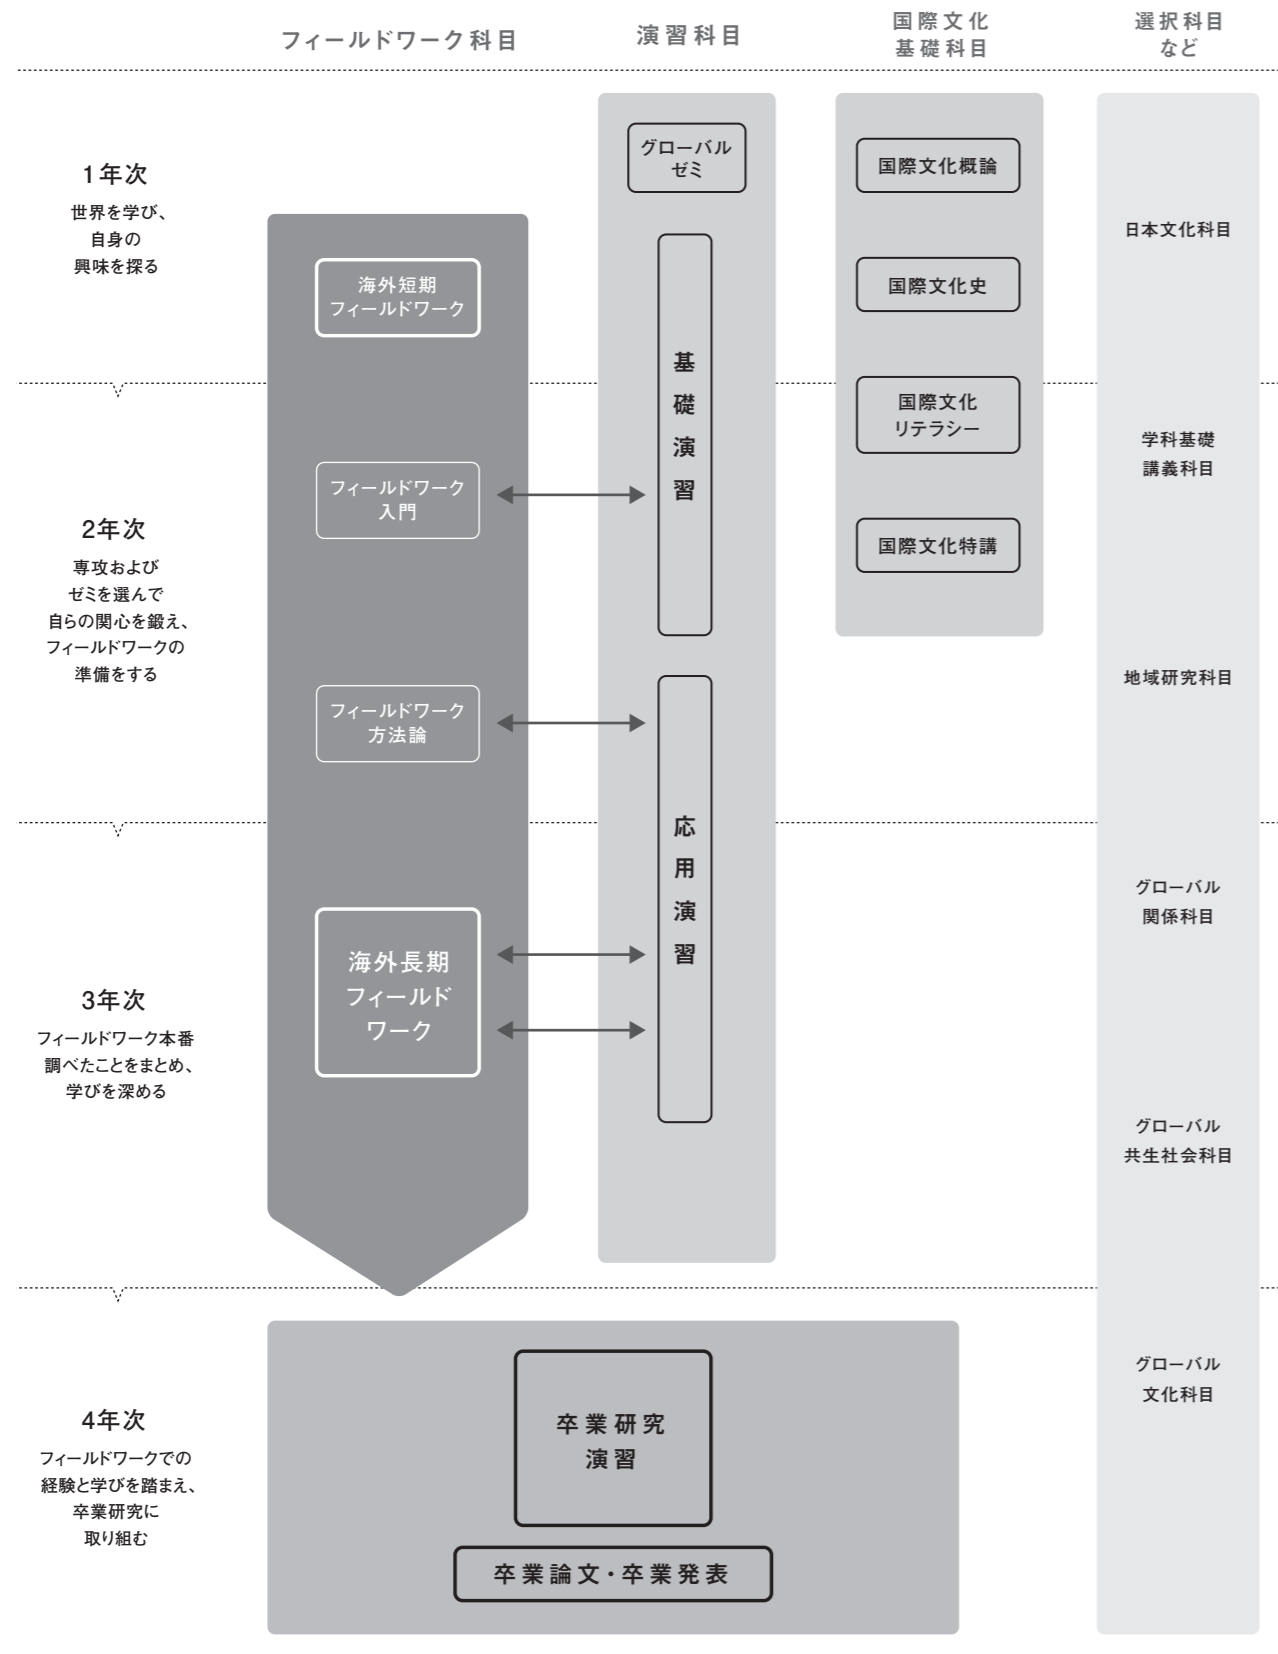 フィールドワーク科目
演習科目
国際文化
基礎科目
選択科目
など
1年次
世界を学び、
自身の
興味を探る
海外短期
フィールドワーク
グローバル
ゼミ
基礎演習
国際文化概論
国際文化史
国際文化
リテラシー
国際文化特講
日本文化科目
学科基礎
講義科目
2年次
専攻および
ゼミを選んで
自らの関心を鍛え、
フィールドワークの
準備をする
フィールドワーク
入門
フィールドワーク
方法論
応用演習
地域研究科目
3年次
フィールドワーク本番
調べたことをまとめ、
学びを深める
海外長期
フィールド
ワーク
グローバル
関係科目
グローバル
共生社会科目
4年次
フィールドワークでの
経験と学びを踏まえ、
卒業研究に
取り組む
卒業研究
演習
卒業論文・卒業発表
グローバル
文化科目